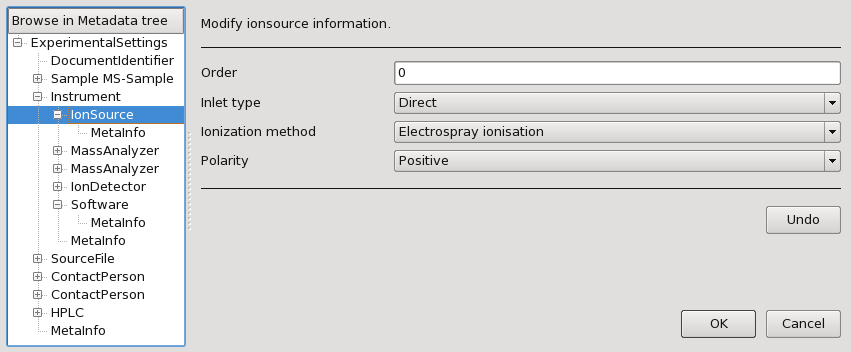 Browse in Metadata tree
ExperimentalSettings
DocumentIdentifier
Sample MS-Sample
Instrument
IonSource
MetaInfo
MassAnalyzer
MassAnalyzer
IonDetector
Software
MetaInfo
MetaInfo
SourceFile
ContactPerson
ContactPerson
HPLC
MetaInfo
Modify ionsource information.
Order 0
Inlet type Direct
Ionization method Electrospray ionisation
Polarity Positive
Undo
OK Cancel